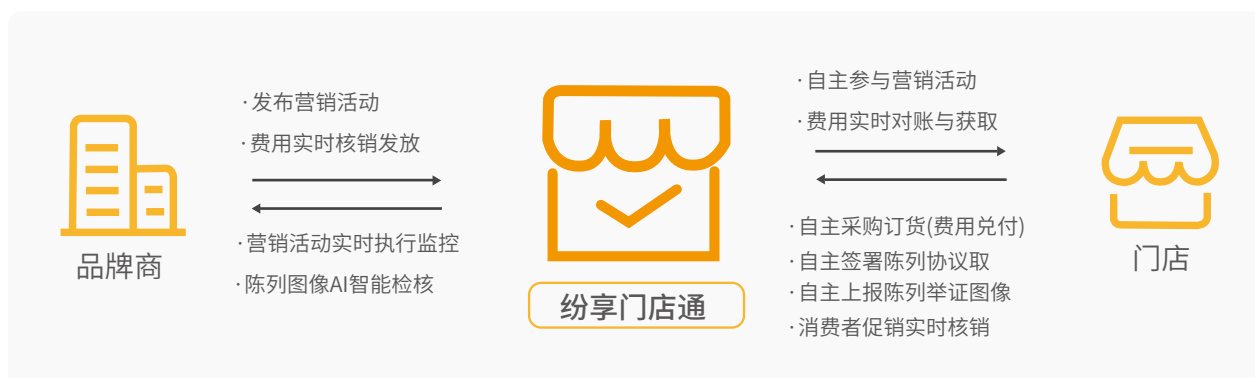 ·发布营销活动
·费用实时核销发放
·营销活动实时执行监控
·陈列图像AI智能检核
品牌商
纷享门店通
·自主参与营销活动
·费用实时对账与获取
·自主采购订货(费用兑付)
·自主签署陈列协议取
·自主上报陈列举证图像
·消费者促销实时核销
门店